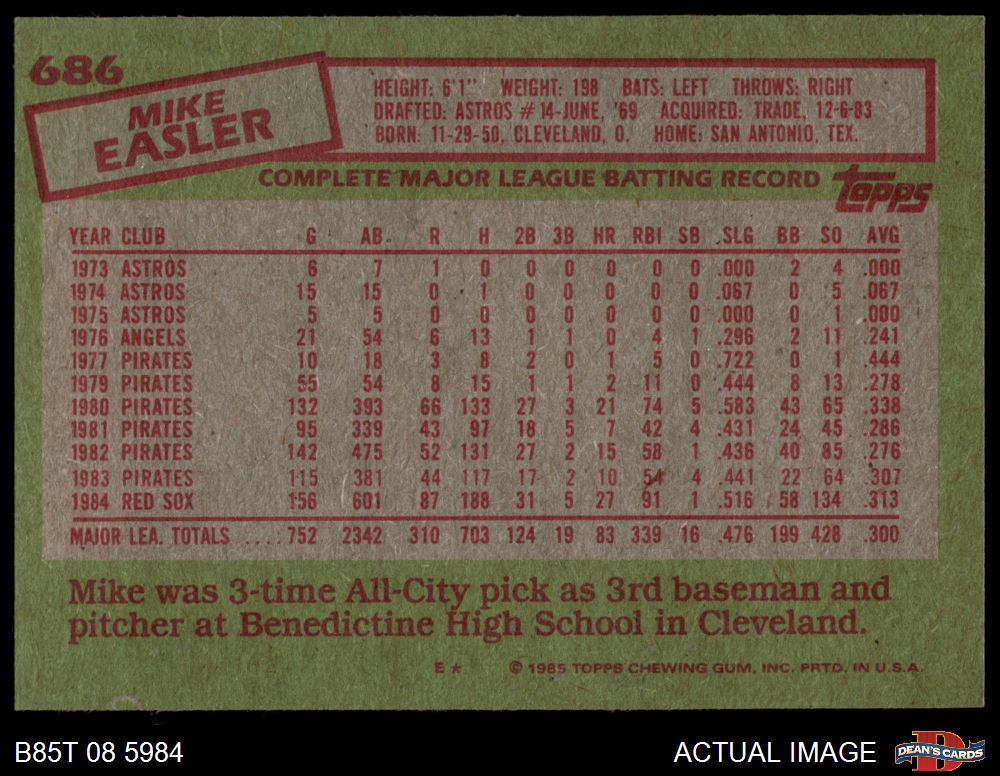 686
MIKE
EASLER
HEIGHT: 6'1" WEIGHT: 198 BATS: LEFT THROWS: RIGHT
DRAFTED: ASTROS #14-JUNE, '69 ACQUIRED: TRADE, 12-6-83
BORN: 11-29-50, CLEVELAND, O. HOME: SAN ANTONIO, TEX.
COMPLETE MAJOR LEAGUE BATTING RECORD topps
YEAR CLUB G AB R H 2B 3B HR RBI SB SLG BB SO AVG
1973 ASTROS 6 7 1 0 0 0 0 0 0 .000 2 4 .000
1974 ASTROS 15 15 0 1 0 0 0 0 0 .067 0 5 .067
1975 ASTROS 5 5 0 0 0 0 0 0 0 .000 0 1 .000
1976 ANGELS 21 54 6 13 1 1 0 4 1 .296 2 11 .241
1977 PIRATES 10 18 3 8 2 0 1 5 0 .722 0 1 .444
1979 PIRATES 55 54 8 15 1 1 2 11 0 .444 8 13 .278
1980 PIRATES 132 393 66 133 27 3 21 74 5 .583 43 65 .338
1981 PIRATES 95 339 43 97 18 5 7 42 4 .431 24 45 .286
1982 PIRATES 142 475 52 131 27 2 15 58 1 .436 40 85 .276
1983 PIRATES 115 381 44 117 17 2 10 54 4 .441 22 64 .307
1984 RED SOX 156 601 87 188 31 5 27 91 1 .516 58 134 .313
MAJOR LEA. TOTALS ....752 2342 310 703 124 19 83 339 16 .476 199 428 .300
Mike was 3-time All-City pick as 3rd baseman and
pitcher at Benedictine High School in Cleveland.
E * © 1985 TOPPS CHEWING GUM, INC. PRTD. IN U.S.A.
B85T 08 5984 ACTUAL IMAGE DEAN'S CARDS